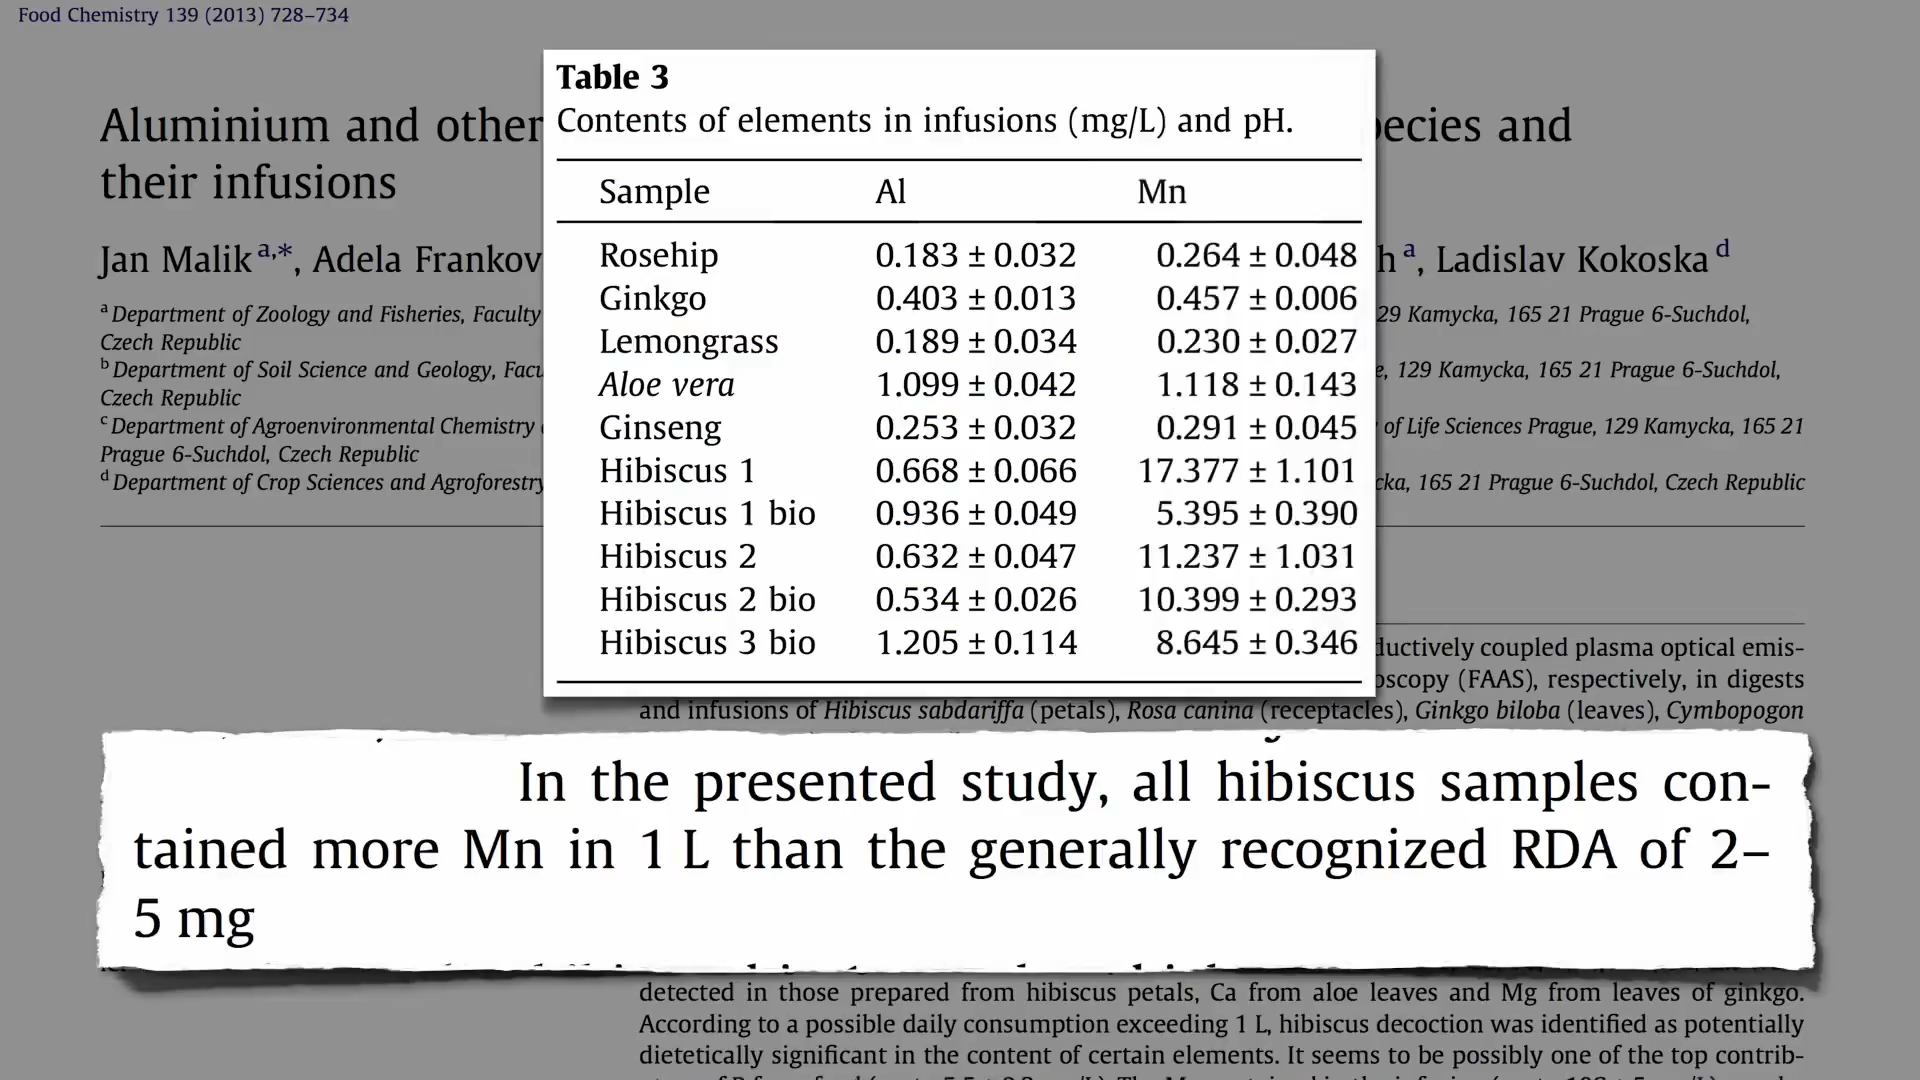 Food Chemistry 139 (2013) 728–734
Aluminium and other
pecies and
their infusions
Jan Malik a,*, Adela Frankov
h a, Ladislav Kokoska d
a Department of Zoology and Fisheries, Faculty
29 Kamycka, 165 21 Prague 6-Suchdol,
Czech Republic
b Department of Soil Science and Geology, Facu
e, 129 Kamycka, 165 21 Prague 6-Suchdol,
Czech Republic
c Department of Agroenvironmental Chemistry
of Life Sciences Prague, 129 Kamycka, 165 21
Prague 6-Suchdol, Czech Republic
d Department of Crop Sciences and Agroforestry
cka, 165 21 Prague 6-Suchdol, Czech Republic
Table 3
Contents of elements in infusions (mg/L) and pH.
Sample Al Mn
Rosehip 0.183 ± 0.032 0.264 ± 0.048
Ginkgo 0.403 ± 0.013 0.457 ± 0.006
Lemongrass 0.189 ± 0.034 0.230 ± 0.027
Aloe vera 1.099 ± 0.042 1.118 ± 0.143
Ginseng 0.253 ± 0.032 0.291 ± 0.045
Hibiscus 1 0.668 ± 0.066 17.377 ± 1.101
Hibiscus 1 bio 0.936 ± 0.049 5.395 ± 0.390
Hibiscus 2 0.632 ± 0.047 11.237 ± 1.031
Hibiscus 2 bio 0.534 ± 0.026 10.399 ± 0.293
Hibiscus 3 bio 1.205 ± 0.114 8.645 ± 0.346
ductively coupled plasma optical emis-
oscopy (FAAS), respectively, in digests
and infusions of Hibiscus sabdariffa (petals), Rosa canina (receptacles), Ginkgo biloba (leaves), Cymbopogon
In the presented study, all hibiscus samples con-
tained more Mn in 1 L than the generally recognized RDA of 2–
5 mg
detected in those prepared from hibiscus petals, Ca from aloe leaves and Mg from leaves of ginkgo.
According to a possible daily consumption exceeding 1 L, hibiscus decoction was identified as potentially
dietetically significant in the content of certain elements. It seems to be possibly one of the top contrib-